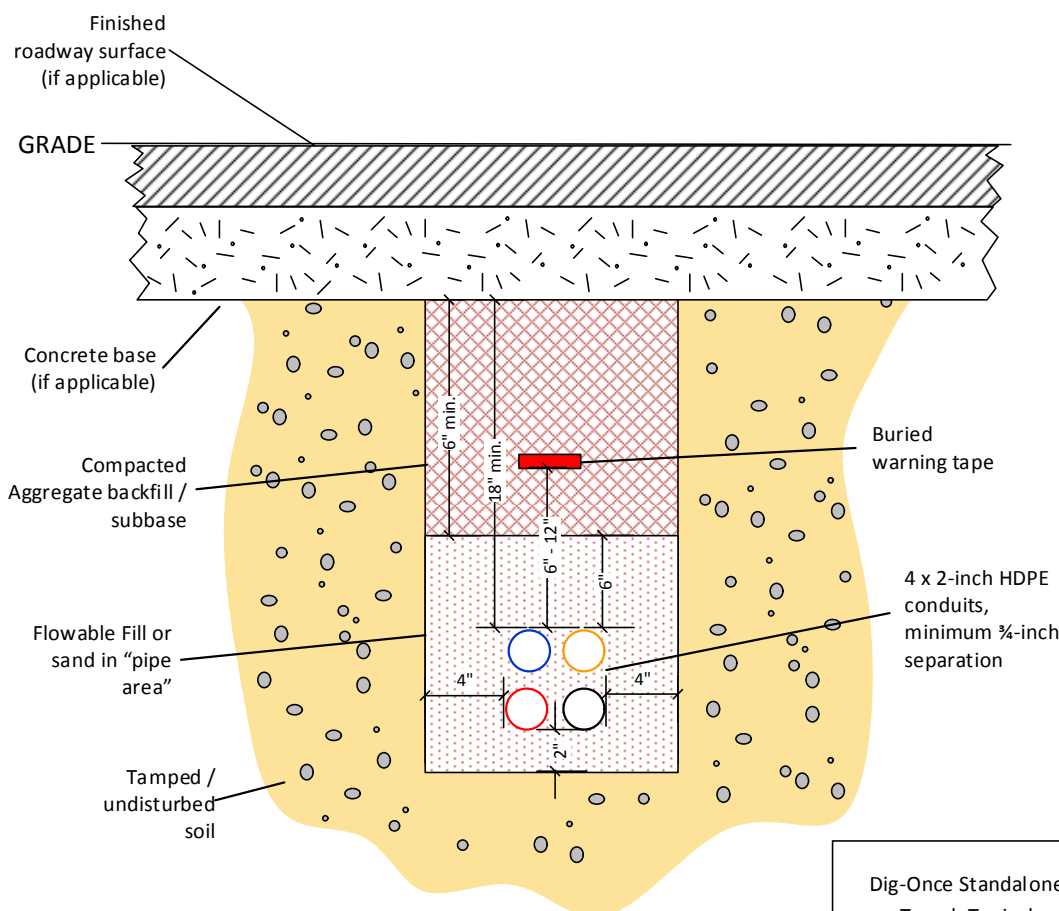 Finished
roadway surface
(if applicable)
GRADE
Concrete base
(if applicable)
6" min.
18" min.
Compacted
Aggregate backfill /
subbase
Buried
warning tape
6" - 12"
6"
4 x 2-inch HDPE
conduits,
minimum ¾-inch
separation
Flowable Fill or
sand in “pipe
area”
4"
4"
2"
Tamped /
undisturbed
soil
Dig-Once Standalone